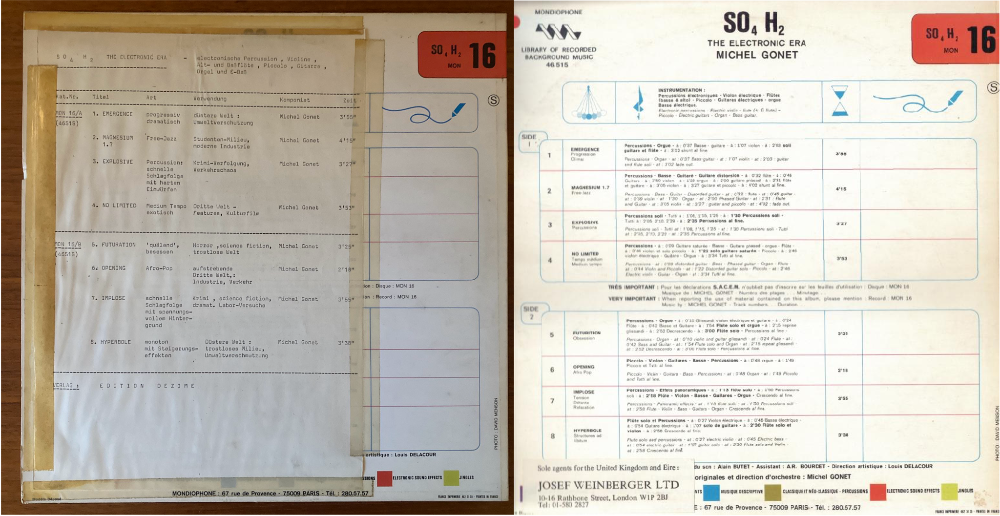 SO4 H2 THE ELECTRONIC ERA - electronische Percussion , Violine ,
Alt- und Baßflöte , Piccolo , Gitarre ,
Orgel und E-Baß
Kat.Nr. Titel Art Verwendung Komponist Zeit
MON 16/A 1. EMERGENCE progressiv düstere Welt : Michel Gonet 3'55"
(46515) dramatisch Umweltverschutzung
2. MAGNESIUM Free-Jazz Studenten-Milieu, Michel Gonet 4'15"
1.7 moderne Industrie
3. EXPLOSIVE Percussion: Krimi-Verfolgung, Michel Gonet 3'27"
schnelle Verkehrschaos
Schlagfolge
mit harten
Einwürfen
4. NO LIMITED Medium Tempo Dritte Welt - Michel Gonet 3'53"
exotisch Features, Kulturfilm
MON 16/B 5. FUTURATION 'quälend', Horror ,science fiction, Michel Gonet 3'25"
(46515) besessen trostlose Welt
6. OPENING Afro-Pop aufstrebende Michel Gonet 2'18"
Dritte Welt,:
Industrie, Verkehr
7. IMPLOSE schnelle Krimi , science fiction, Michel Gonet 3'55"
Schlagfolge dramat. Labor-Versuche
mit spannungs-
vollem Hinter-
grund
8. HYPERBOLE monoton Düstere Welt : Michel Gonet 3'38"
mit Steigerungs- trostloses Milieu,
effekten Umweltverschmutzung
VERLAG : EDITION DEZIME
SO4 H2 16
MON
S
tion : Disque : MON 16
ion : Record : MON 16
PHOTO : DAVID MENSON
artistique : Louis DELACOUR
SSIONS ELECTRONIC SOUND EFFECTS JINGLES
MONDIOPHONE : 67 rue de Provence - 75009 PARIS - Tél. : 280.57.57
Modèle Déposé
FRANCE IMPRIMERIE 462 31 30 - PRINTED IN FRANCE
MONDIOPHONE
LIBRARY OF RECORDED
BACKGROUND MUSIC
46.515
SO4 H2
THE ELECTRONIC ERA
MICHEL GONET
SO4 H2 16
MON
S
INSTRUMENTATION :
Percussions électroniques - Violon électrique - Flûtes
(basse & alto) - Piccolo - Guitares électriques - orgue
Basse électrique.
Electronic percussions - Electric violin - flute (& G flute) -
Piccolo - Electric guitars - Organ - Bass guitar.
SIDE
1
1 EMERGENCE 3'55
Progression
Climax
Percussions - Orgue - à : 0'37 Basse - guitare - à : 1'07 violon - à : 2'03 soli
guitare et flûte - à : 3'02 shunt al fine
Percussions - Organ - at : 0'37 Bass-guitar - at : 1'07 violin - at : 2'03 : guitar
and flute soli - at : 3'02 fade out.
2 MAGNESIUM 1.7 4'15
Free-Jazz
Percussions - Basse - Guitare - Guitare distorsion - à : 0'32 flûte - à : 0'46
et guitare - à : 3'05 violon - à : 3'27 guitare et piccolo - à : 4'02 shunt al fine.
Percussions - Bass - Guitar - Distorded guitar - at : 0'32 : flute - at : 0'46 guitar -
at : 0'59 violin - at : 1'30 : Organ - at : 2'00 Phased Guitar - at : 2'31 : Flute
and Guitar - at : 3'05 violin - at : 3'27 : guitar and piccolo - at : 4'02 : fade out.
3 EXPLOSIVE 3'27
Percussions
Percussions soli - Tutti à : 1'08, 1'15, 1'25 - à : 1'30 Percussions soli -
Tutti à : 2'05, 2'10, 2'29 - à : 2'35 Percussions al fine.
Percussions soli - Tutti at : 1'08, 1'15, 1'25 - at : 1'30 Percussions soli - Tutti
at : 2'05, 2'10, 2'29 - at : 2'35 Percussions al fine.
4 NO LIMITED 3'53
Tempo médium
Medium tempo
Percussions - à : 0'09 Guitare saturée - Basse - Guitare phased - orgue - Flûte -
à : 0'44 violon et solo piccolo - à : 1'22 solo guitare saturée - Piccolo - à : 2'46
violon électrique - Guitare - Orgue - à : 3'34 Tutti al fine.
Percussions - at : 0'09 distorded guitar - Bass - Phased guitar - Organ - Flute -
at : 0'44 Violin and Piccolo - at : 1'22 Distorded guitar solo - Piccolo - at : 2'46
Electric violin - Guitar - Organ - at : 3'34 Tutti al fine.
TRÈS IMPORTANT : Pour les déclarations S.A.C.E.M. n'oubliez pas d'inscrire sur les feuilles d'utilisation : Disque : MON 16
Musique de : MICHEL GONET - Numéro des plages... Minutage...
VERY IMPORTANT : When reporting the use of material contained on this album, please mention : Record : MON 16
Music by : MICHEL GONET - Track numbers... Duration...
SIDE
2
5 FUTURITION 3'25
Obsession
Percussions - Orgue - à : 0'10 Glissandi violon électrique et guitare - à : 0'24
Flûte - à : 0'42 Basse et Guitare - à : 1'54 Flûte solo et orgue - à : 2'15 reprise
glissandi - à : 2'52 Decrescendo - à : 3'00 Flûte solo - Percussions al fine -
Percussions - Organ - at : 0'10 violin and guitar glissandi - at : 0'24 Flute - at :
0'42 Bass and Guitar - at : 1'54 Flute solo and Organ - at : 2'15 repeat glissandi -
at : 2'52 Decrescendo - at : 3'00 Flute solo - Percussions al fine.
6 OPENING 2'18
Afro Pop
Piccolo - Violon - Guitares - Basse - Percussions - à : 0'48 orgue - à : 1'49
Piccolo et Tutti al fine.
Piccolo - Violin - Guitars - Bass - Percussions - at : 0'48 Organ - at : 1'49 Piccolo
and Tutti al fine.
7 IMPLOSE 3'55
Tension
Détente
Relaxation
Percussions - Effets panoramiques - à : 1'13 flûte solo - à : 1'50 Percussions
soli - à : 2'58 Flûte - Violon - Basse - Guitares - Orgue - Crescendo al fine.
Percussions - Panoramic effects - at : 1'13 flute solo - at : 1'50 Percussions soli -
at : 2'58 Flute - Violin - Bass - Guitars - Organ - Crescendo al fine.
8 HYPERBOLE 3'38
Structures ad
libitum
Flûte solo et Percussions - à : 0'27 Violon électrique - à : 0'45 Basse électrique -
à : 0'54 Guitare électrique - à : 1'07 solo de guitare - à : 2'30 Flûte solo et
violon - à : 2'58 Crescendo al fine.
Flute solo and percussions - at : 0'27 electric violin - at : 0'45 Electric bass -
at : 0'54 electric guitar - at : 1'07 guitar solo - at : 2'30 Flute solo and Violin -
at : 2'58 Crescendo al fine.
PHOTO : DAVID MENSON
Sole agents for the United Kingdom and Eire :
JOSEF WEINBERGER LTD
10-16 Rathbone Street, London W1P 2BJ
Tel: 01-580 2827
du son : Alain BUTET - Assistant : A.R. BOURDET - Direction artistique : Louis DELACOUR
originales et direction d'orchestre : Michel GONET
NTS MUSIQUE DESCRIPTIVE CLASSIQUE ET NÉO-CLASSIQUE - PERCUSSIONS ELECTRONIC SOUND EFFECTS JINGLES
E : 67 rue de Provence - 75009 PARIS - Tél. : 280.57.57
FRANCE IMPRIMERIE 462 31 30 - PRINTED IN FRANCE